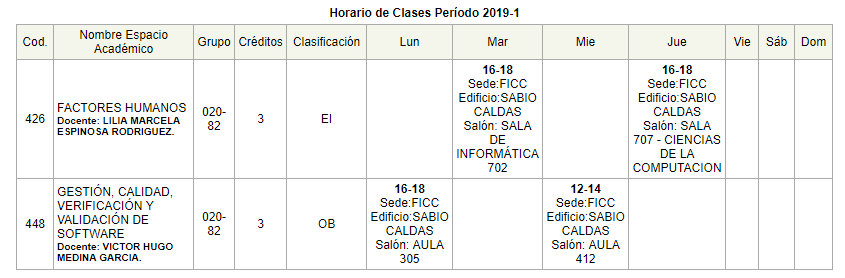 Horario de Clases Período 2019-1
Cod.
Nombre Espacio
Académico
Grupo
Créditos
Clasificación
Lun
Mar
Mie
Jue
Vie
Sáb
Dom
426
FACTORES HUMANOS
Docente: LILIA MARCELA
ESPINOSA RODRIGUEZ.
020-
82
3
EI
16-18
Sede:FICC
Edificio:SABIO
CALDAS
Salón: SALA
DE
INFORMÁTICA
702
16-18
Sede:FICC
Edificio:SABIO
CALDAS
Salón: SALA
707 - CIENCIAS
DE LA
COMPUTACION
448
GESTIÓN, CALIDAD,
VERIFICACIÓN Y
VALIDACIÓN DE
SOFTWARE
Docente: VICTOR HUGO
MEDINA GARCIA.
020-
82
3
OB
16-18
Sede:FICC
Edificio:SABIO
CALDAS
Salón: AULA
305
12-14
Sede:FICC
Edificio:SABIO
CALDAS
Salón: AULA
412